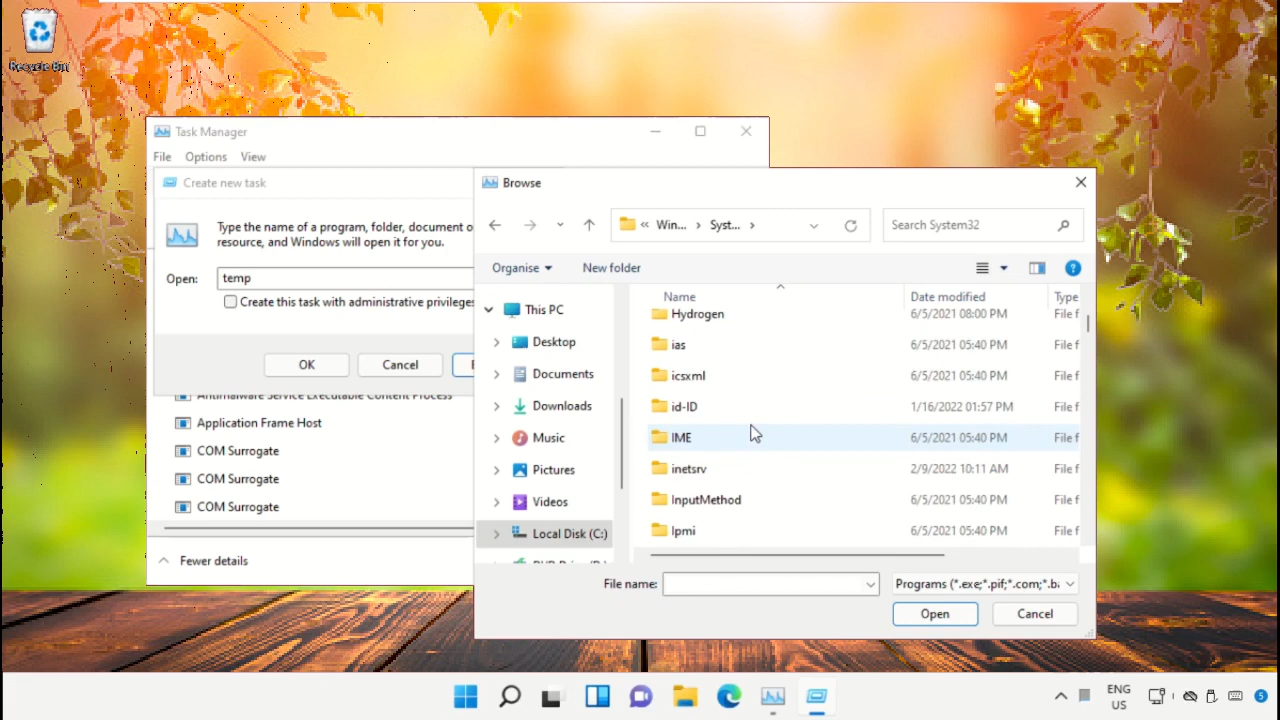 Recycle Bin
Task Manager
File Options View
Create new task
Type the name of a program, folder, document o
resource, and Windows will open it for you.
Open: temp
Create this task with administrative privileges
OK Cancel
Antimalware Service Executable Content Process
Application Frame Host
COM Surrogate
COM Surrogate
COM Surrogate
Fewer details
Browse
« Win... › Syst... ›
Search System32
Organise New folder
This PC
Desktop
Documents
Downloads
Music
Pictures
Videos
Local Disk (C:)
Name Date modified Type
Hydrogen 6/5/2021 08:00 PM File f
ias 6/5/2021 05:40 PM File f
icsxml 6/5/2021 05:40 PM File f
id-ID 1/16/2022 01:57 PM File f
IME 6/5/2021 05:40 PM File f
inetsrv 2/9/2022 10:11 AM File f
InputMethod 6/5/2021 05:40 PM File f
Ipmi 6/5/2021 05:40 PM File f
File name: Programs (*.exe;*.pif;*.com;*.ba
Open Cancel
ENG
US
5